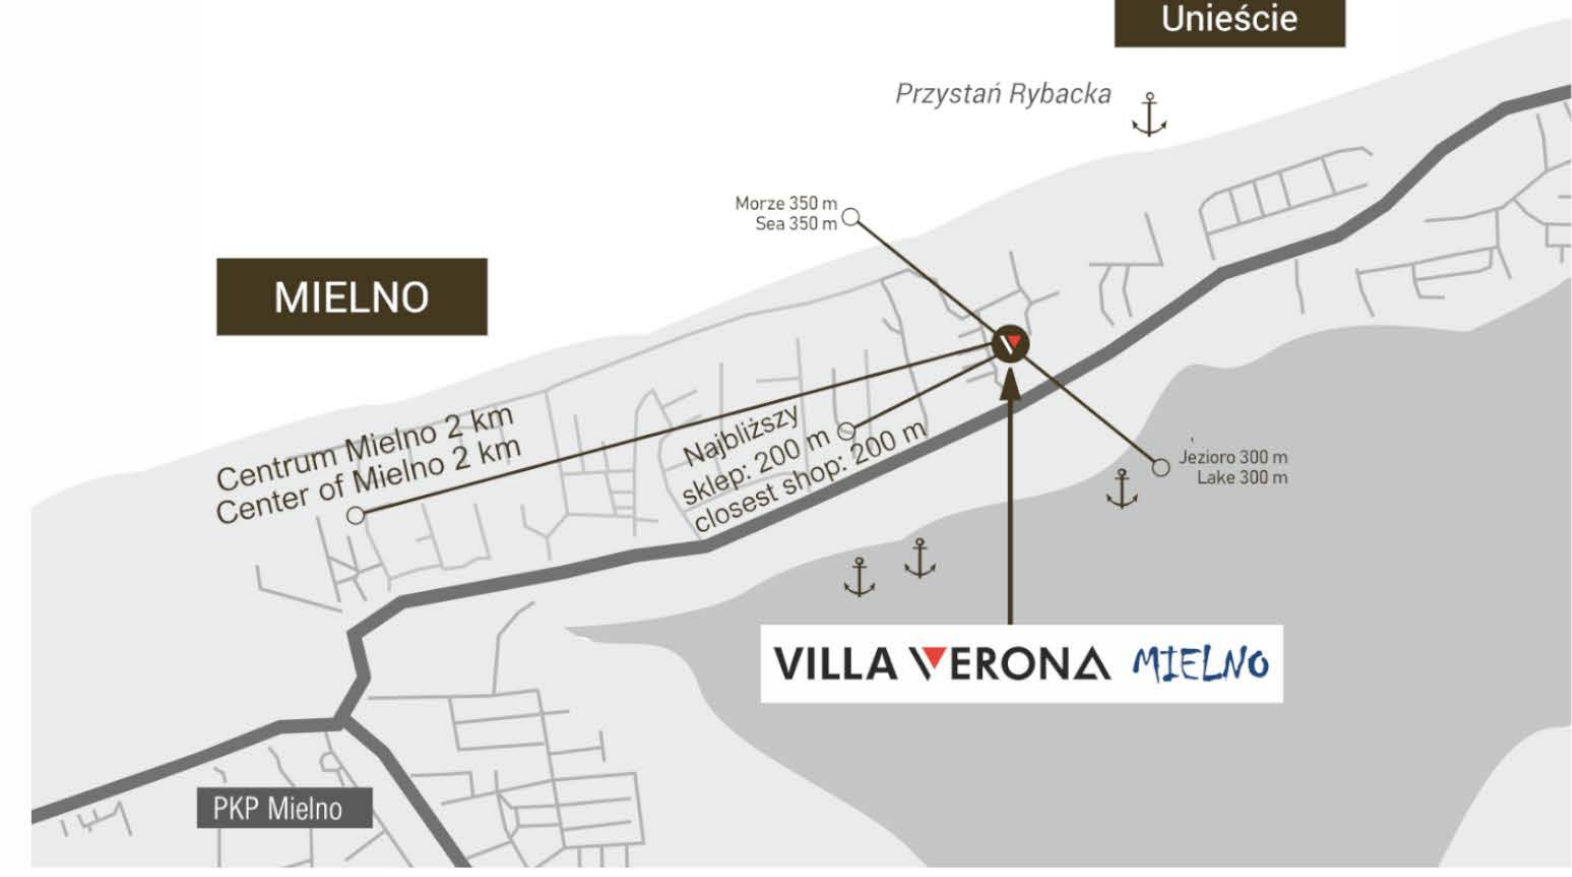 Unieście
Przystań Rybacka
Morze 350 m
Sea 350 m
MIELNO
Centrum Mielno 2 km
Center of Mielno 2 km
Najbliższy
sklep: 200 m
closest shop: 200 m
Jezioro 300 m
Lake 300 m
VILLA VERONA MIELNO
PKP Mielno